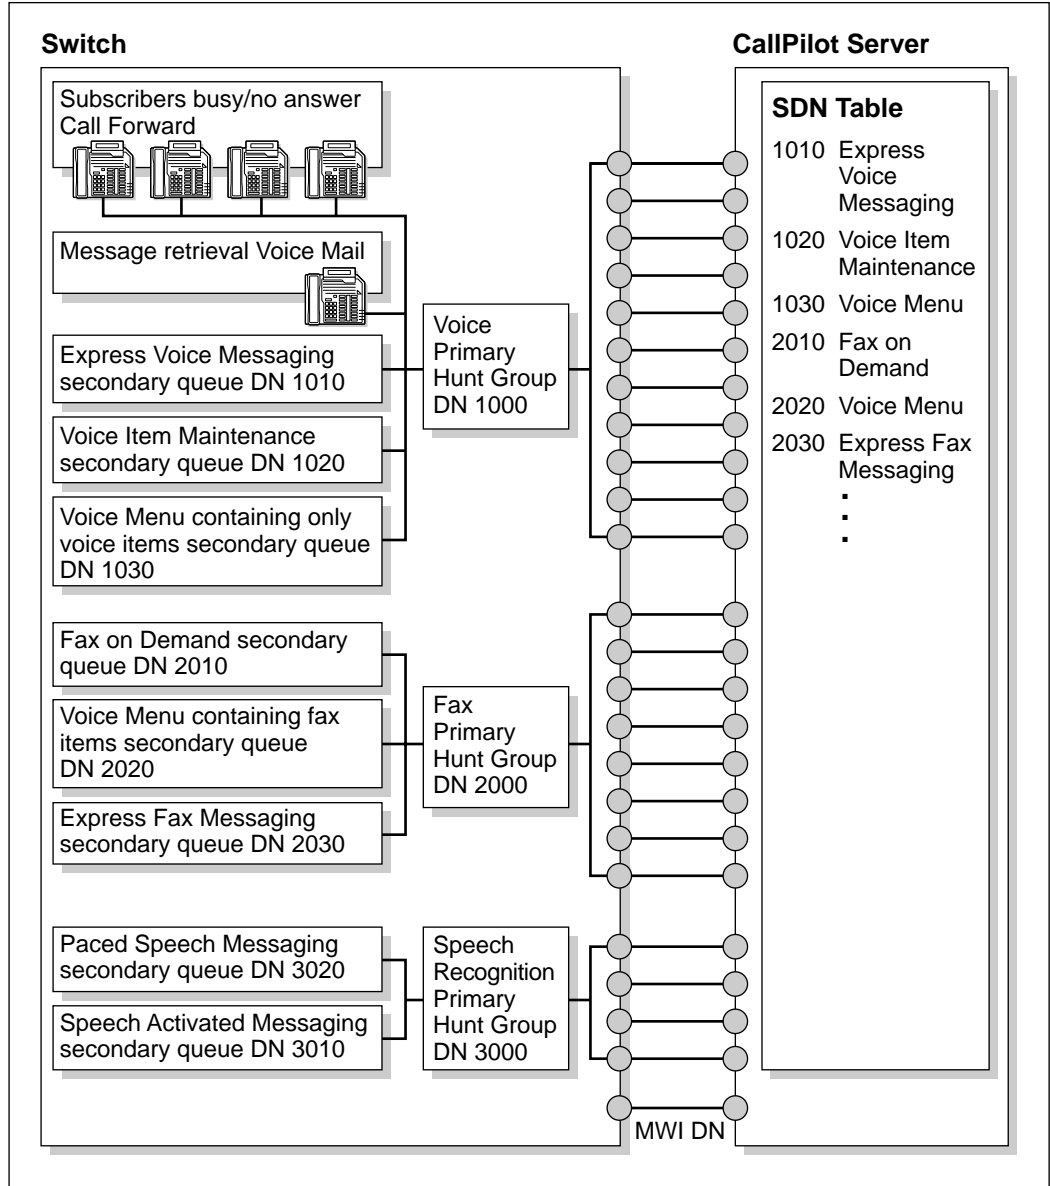 Switch
Subscribers busy/no answer
Call Forward
Message retrieval Voice Mail
Express Voice Messaging
secondary queue DN 1010
Voice Item Maintenance
secondary queue DN 1020
Voice Menu containing only
voice items secondary queue
DN 1030
Voice
Primary
Hunt Group
DN 1000
Fax on Demand secondary
queue DN 2010
Voice Menu containing fax
items secondary queue
DN 2020
Express Fax Messaging
secondary queue DN 2030
Fax
Primary
Hunt Group
DN 2000
Paced Speech Messaging
secondary queue DN 3020
Speech Activated Messaging
secondary queue DN 3010
Speech
Recognition
Primary
Hunt Group
DN 3000
MWI DN
CallPilot Server
SDN Table
1010 Express
Voice
Messaging
1020 Voice Item
Maintenance
1030 Voice Menu
2010 Fax on
Demand
2020 Voice Menu
2030 Express Fax
Messaging
.
.
.